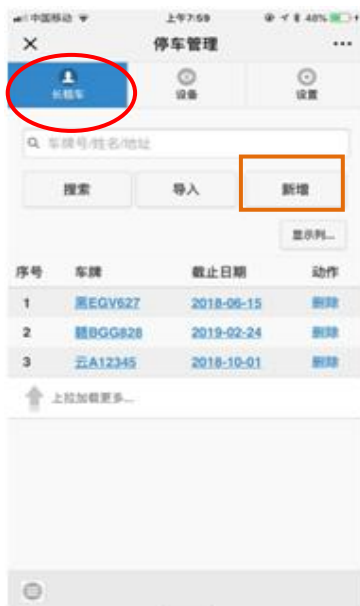 中国移动 上午7:59 48%
停车管理
长租车 设备 设置
车牌号/姓名/地址
搜索 导入 新增
显示列...
序号 车牌 截止日期 动作
1 黑EGV627 2018-06-15 删除
2 赣BGG828 2019-02-24 删除
3 云A12345 2018-10-01 删除
上拉加载更多...